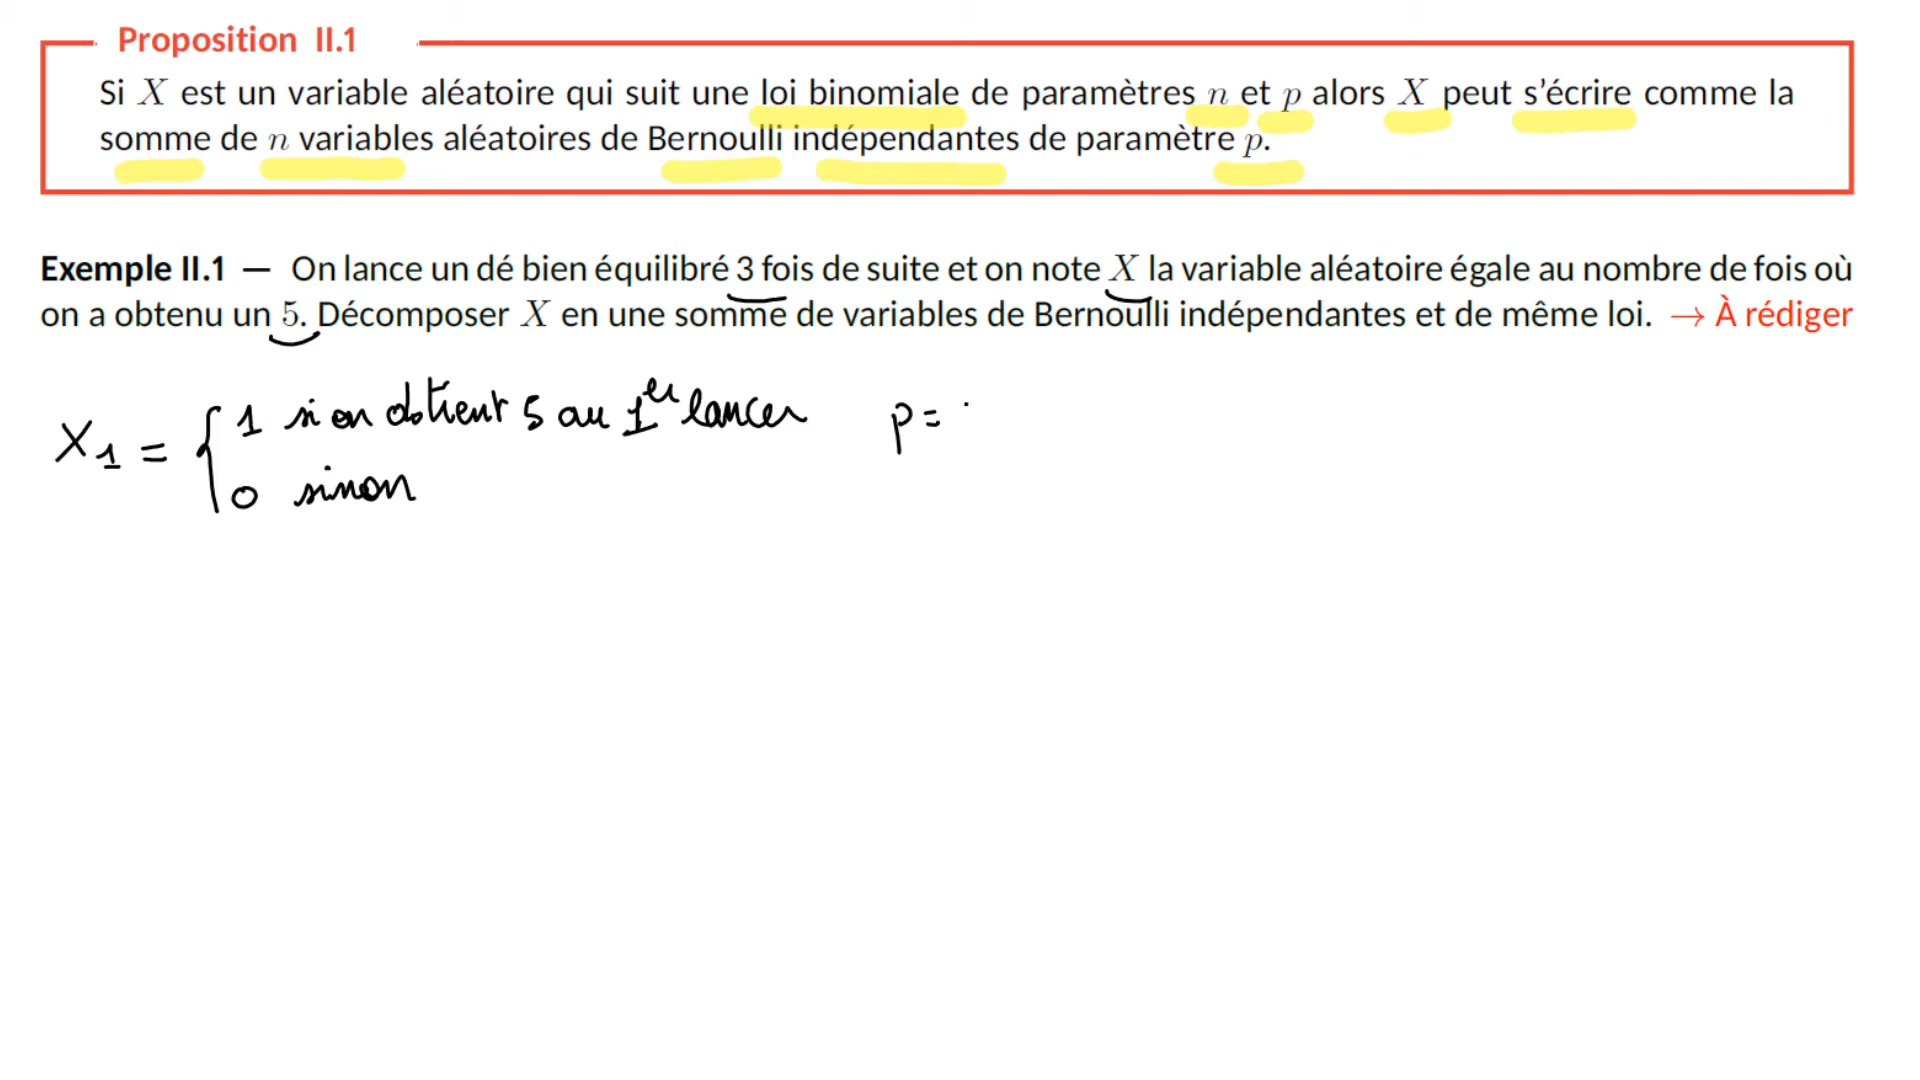 Proposition II.1
Si X est un variable aléatoire qui suit une loi binomiale de paramètres n et p alors X peut s'écrire comme la
somme de n variables aléatoires de Bernoulli indépendantes de paramètre p.
Exemple II.1 — On lance un dé bien équilibré 3 fois de suite et on note X la variable aléatoire égale au nombre de fois où
on a obtenu un 5. Décomposer X en une somme de variables de Bernoulli indépendantes et de même loi. → À rédiger
X₁ = { 1 si on obtient 5 au 1er lancer p =
0 sinon